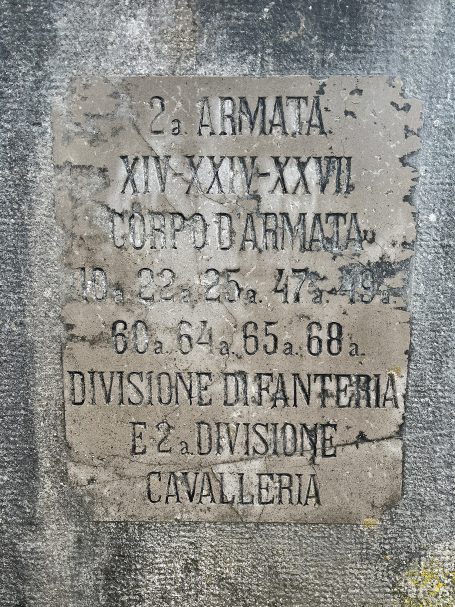 2a ARMATA
XIV-XXIV-XXVII
CORPO D'ARMATA
10a. 22a. 25a. 47a. 49a.
60a. 64a. 65a. 68a.
DIVISIONE DI FANTERIA
E 2a DIVISIONE
CAVALLERIA